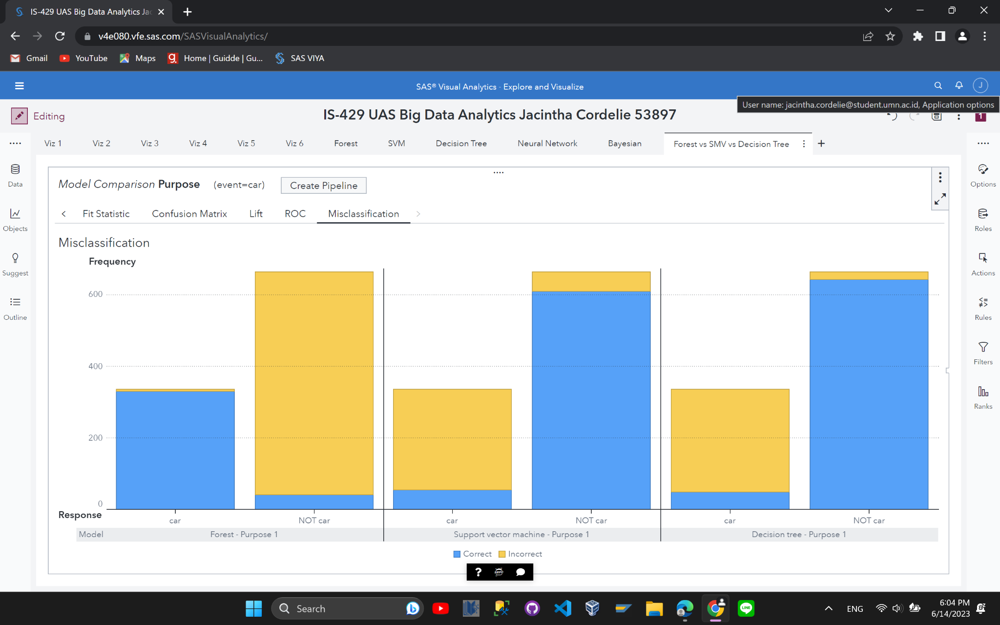 IS-429 UAS Big Data Analytics Jac
v4e080.vfe.sas.com/SASVisualAnalytics/
Gmail YouTube Maps Home | Guidde | Gu... SAS VIYA
SAS® Visual Analytics - Explore and Visualize
J
User name: jacintha.cordelie@student.umn.ac.id, Application options
Editing
IS-429 UAS Big Data Analytics Jacintha Cordelie 53897
1
Viz 1 Viz 2 Viz 3 Viz 4 Viz 5 Viz 6 Forest SVM Decision Tree Neural Network Bayesian Forest vs SMV vs Decision Tree
Data
Objects
Suggest
Outline
Model Comparison Purpose (event=car) Create Pipeline
Fit Statistic Confusion Matrix Lift ROC Misclassification
Misclassification
Frequency
600
400
200
0
Response
car NOT car car NOT car car NOT car
Model Forest - Purpose 1 Support vector machine - Purpose 1 Decision tree - Purpose 1
Correct Incorrect
Options
Roles
Actions
Rules
Filters
Ranks
?
Search
LINE
ENG
6:04 PM
6/14/2023